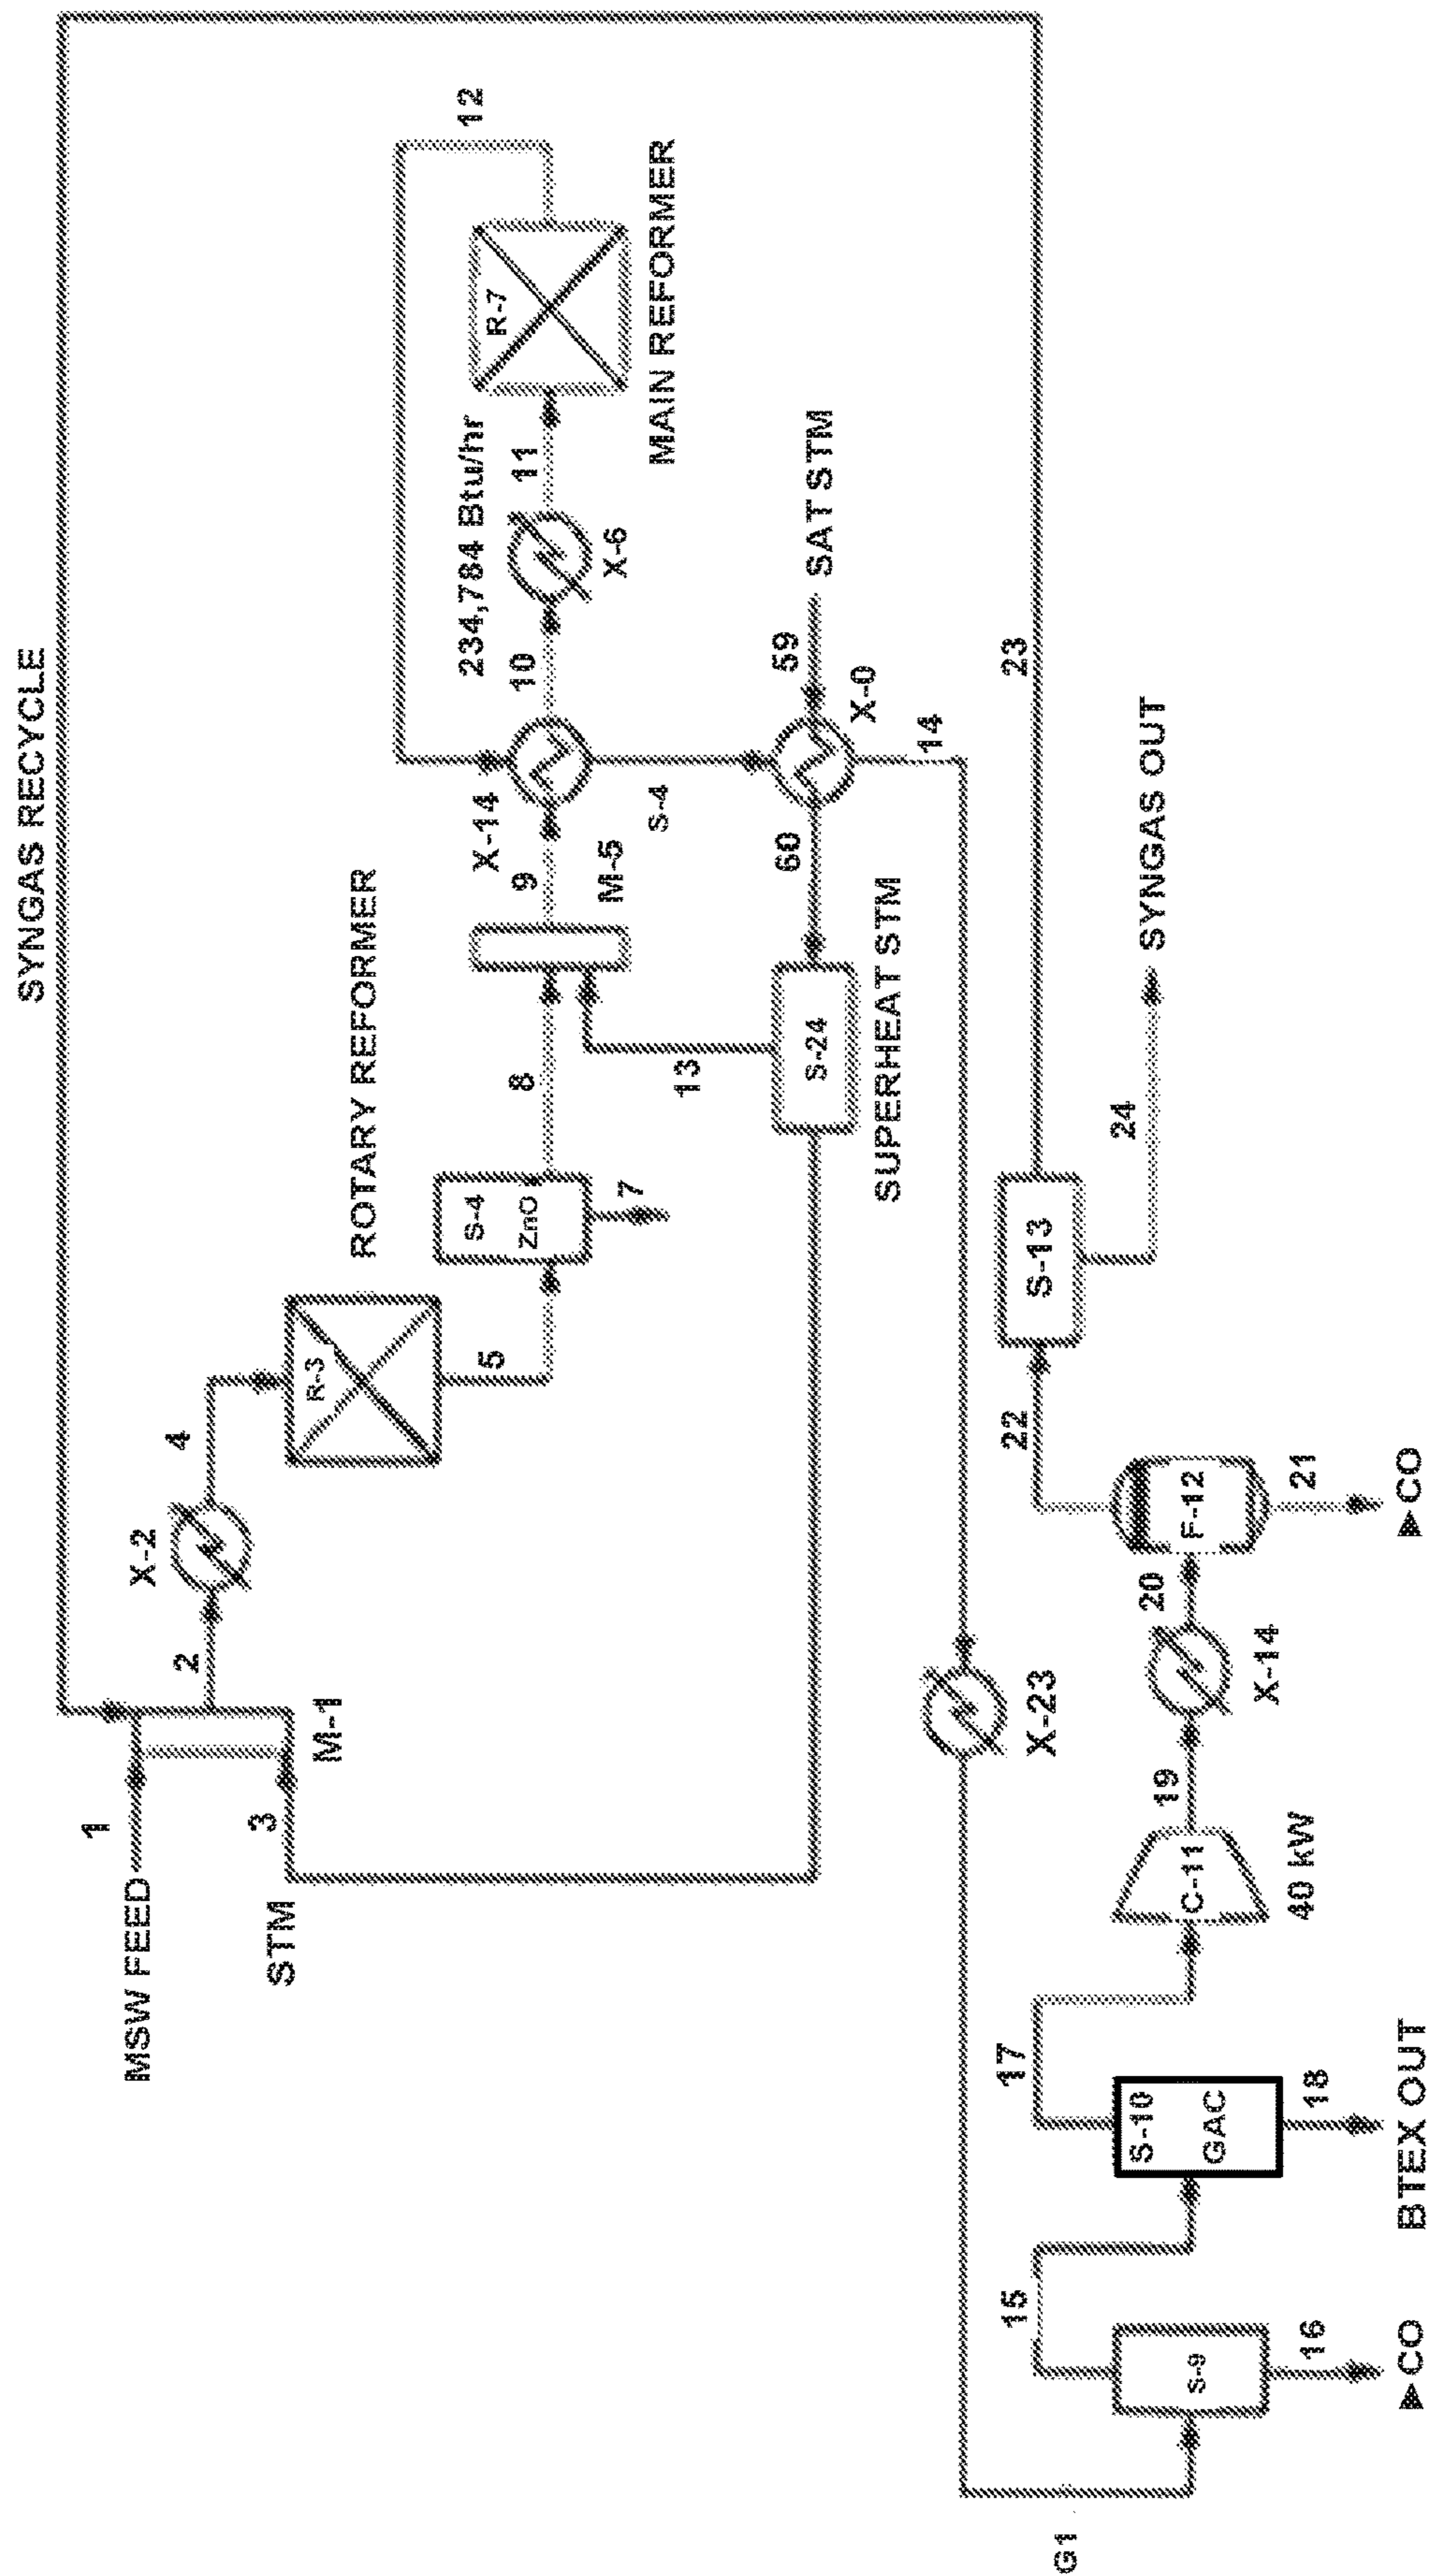 SYNGAS RECYCLE
12
R-7
MAIN REFORMER
234,784 Btu/hr
11
X-6
10
X-14
9
M-5
S-4
SAT STM
59
X-0
14
60
SUPERHEAT STM
S-24
13
ROTARY REFORMER
8
S-4
ZnO
7
5
R-3
4
X-2
2
1
MSW FEED
M-1
3
STM
23
SYNGAS OUT
24
S-13
22
F-12
21
►CO
20
X-14
19
C-11
40 kW
X-23
17
S-10
GAC
18
BTEX OUT
15
S-9
16
►CO
G1